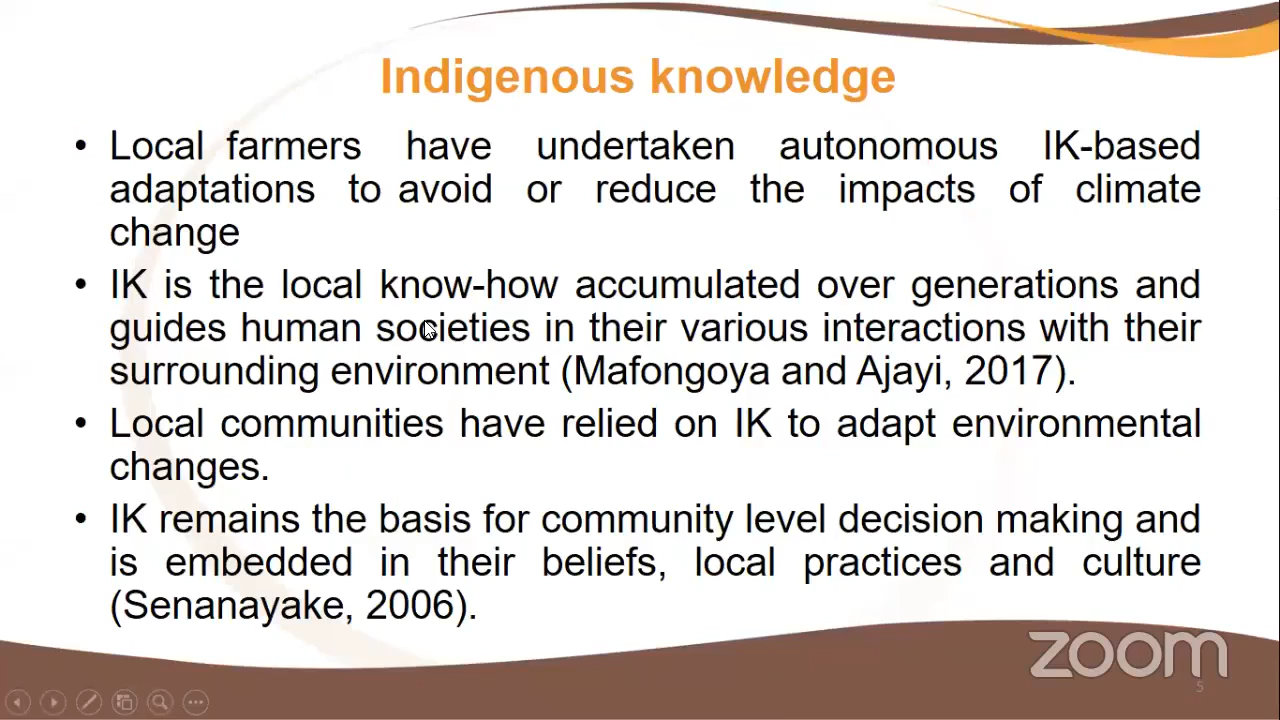 Indigenous knowledge
• Local farmers have undertaken autonomous IK-based
adaptations to avoid or reduce the impacts of climate
change
• IK is the local know-how accumulated over generations and
guides human societies in their various interactions with their
surrounding environment (Mafongoya and Ajayi, 2017).
• Local communities have relied on IK to adapt environmental
changes.
• IK remains the basis for community level decision making and
is embedded in their beliefs, local practices and culture
(Senanayake, 2006).
zoom
5